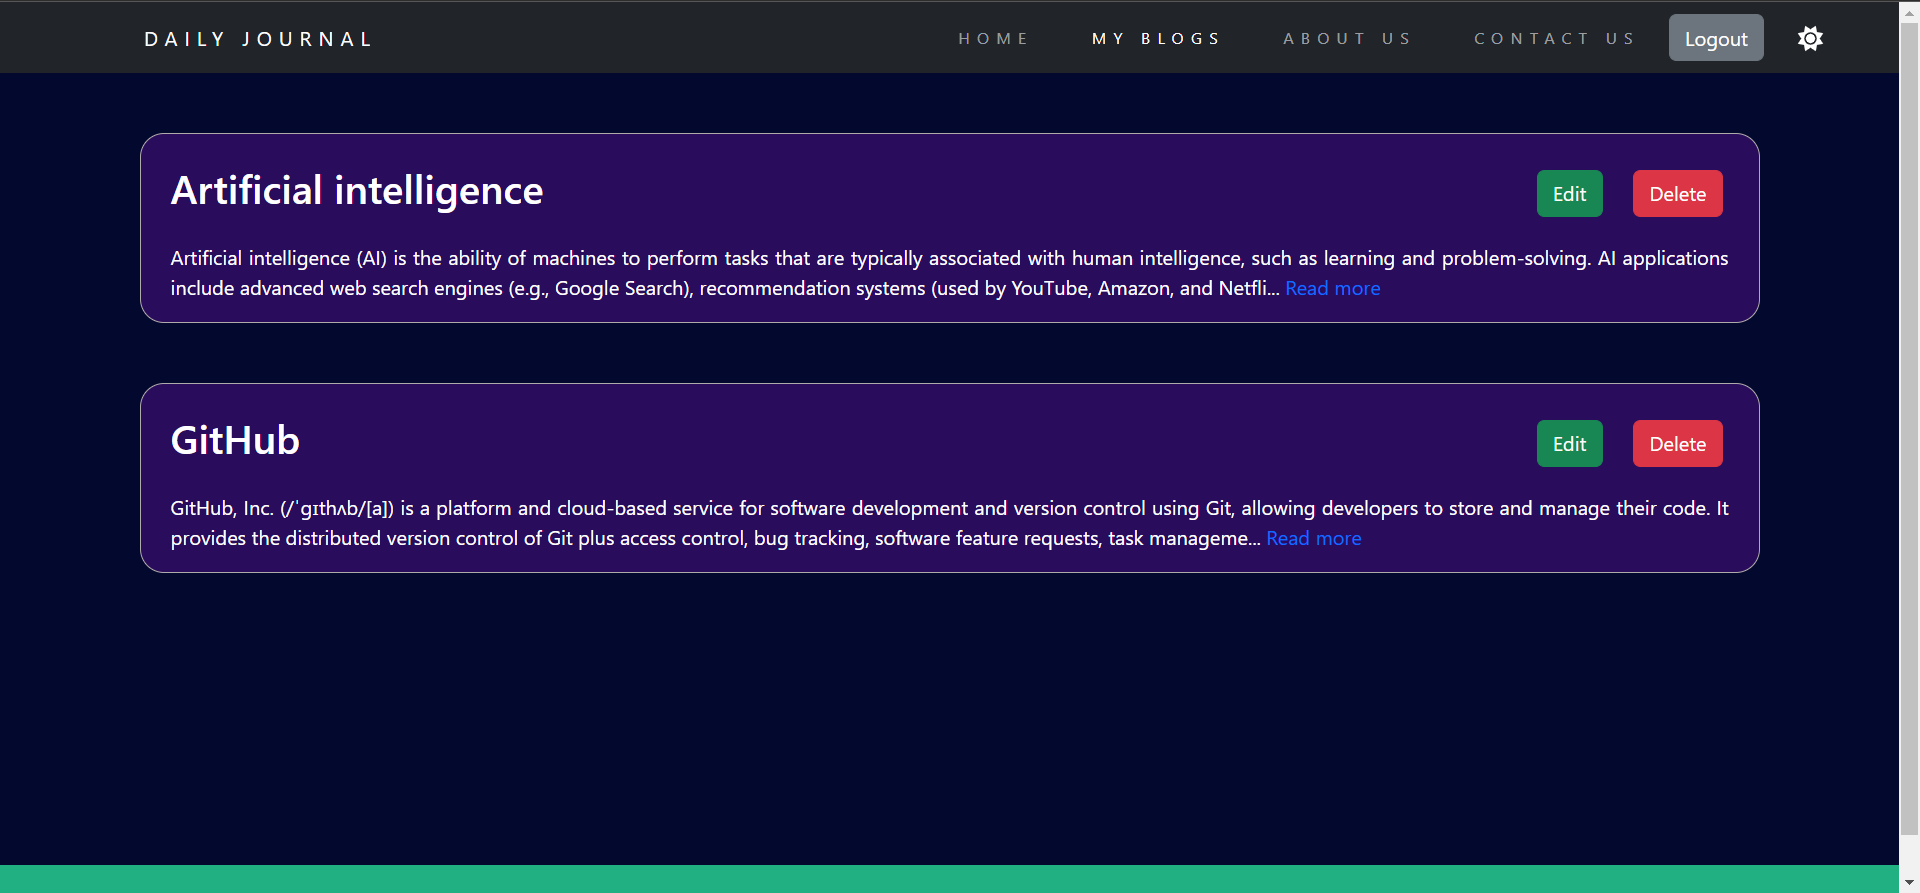 DAILY JOURNAL
HOME MY BLOGS ABOUT US CONTACT US Logout
Artificial intelligence
Edit Delete
Artificial intelligence (AI) is the ability of machines to perform tasks that are typically associated with human intelligence, such as learning and problem-solving. AI applications
include advanced web search engines (e.g., Google Search), recommendation systems (used by YouTube, Amazon, and Netfli... Read more
GitHub
Edit Delete
GitHub, Inc. (/ˈɡɪthʌb/[a]) is a platform and cloud-based service for software development and version control using Git, allowing developers to store and manage their code. It
provides the distributed version control of Git plus access control, bug tracking, software feature requests, task manageme... Read more